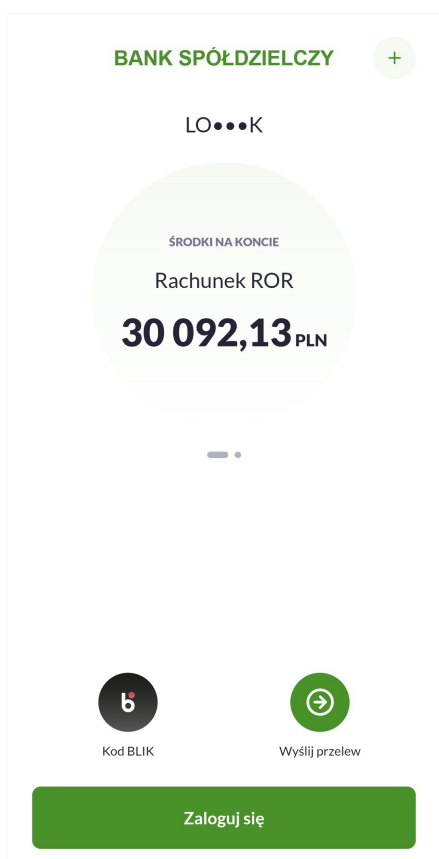 BANK SPÓŁDZIELCZY
+
LO●●●K
ŚRODKI NA KONCIE
Rachunek ROR
30 092,13 PLN
Kod BLIK
Wyślij przelew
Zaloguj się